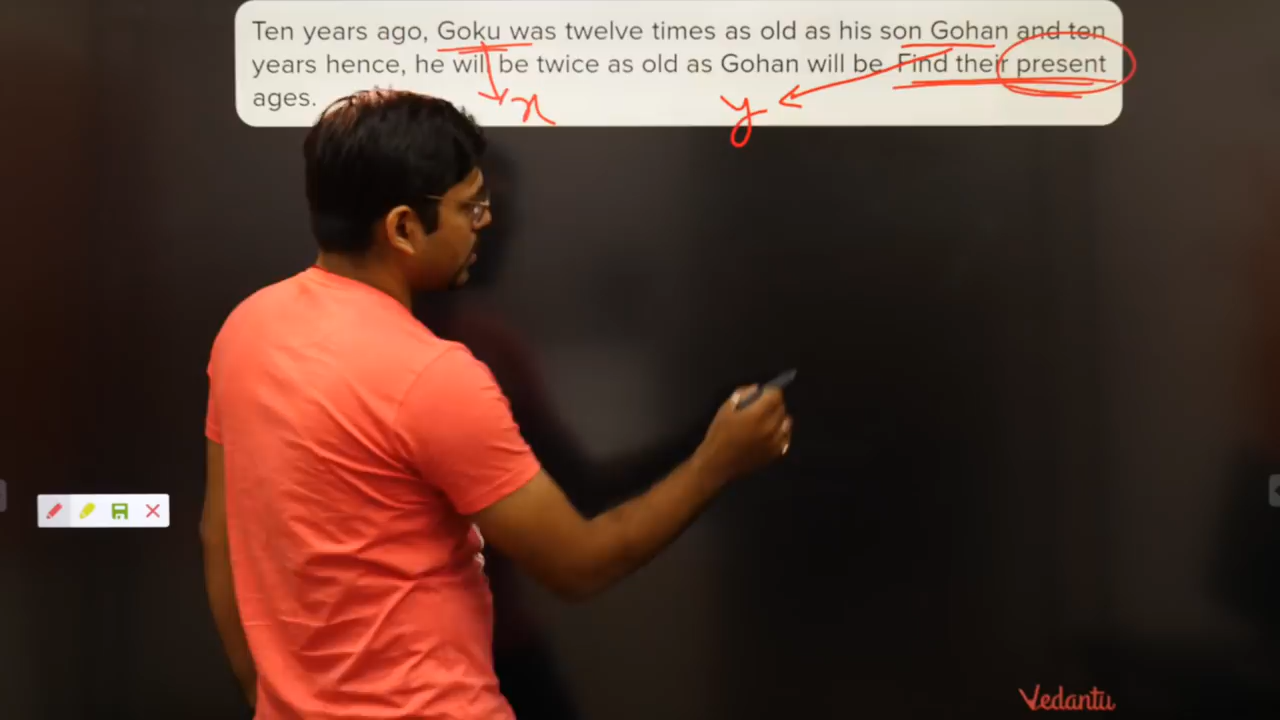 Ten years ago, Goku was twelve times as old as his son Gohan and ten
years hence, he will be twice as old as Gohan will be. Find their present
ages.
x
y
Vedantu